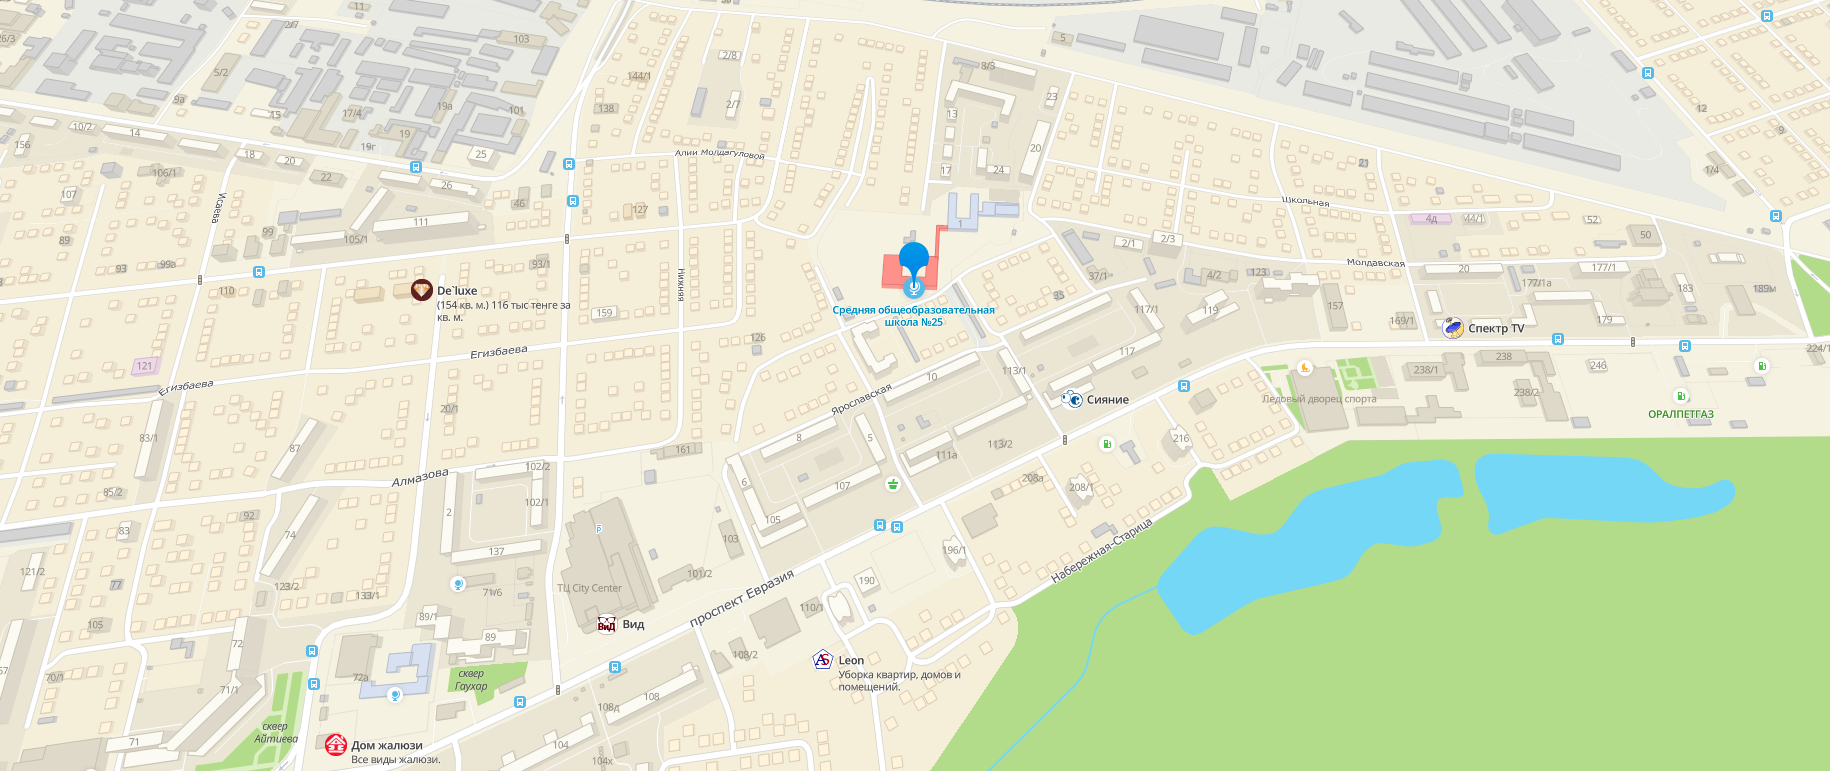 11
2/7
103
26/3
5
2/8
8/3
5/2
144/1
9а
19а
101
2/7
138
23
12
15
17/4
13
9
10/2
14
19
156
19г
20
18
20
25
Алии Молдагуловой
21
106/1
22
26
17
24
1/4
107
46
127
Исаева
Школьная
111
1
4д
44/1
52
99
89
105/1
2/1
2/3
50
93
99а
93/1
Молдавская
Нижняя
37/1
4/2
123
20
177/1
110
De'luxe
(154 кв. м.) 116 тыс тенге за
кв. м.
35
177/1а
183
189м
159
Средняя общеобразовательная
школа №25
117/1
119
157
169/1
Спектр TV
179
126
Егизбаева
117
224/1
121
113/1
238
238/1
246
Егизбаева
10
Сияние
Ледовый дворец спорта
238/2
20/1
Ярославская
ОРАЛПЕТГАЗ
83/1
87
8
5
113/2
216
161
111а
102/2
Алмазова
6
107
208а
208/1
85/2
102/1
2
92
105
83
74
103
Набережная-Старица
137
196/1
121/2
101/2
77
123/2
133/1
71/6
ТЦ City Center
проспект Евразия
190
110/1
105
89/1
Вид
72
89
108/2
Leon
Уборка квартир, домов и
помещений.
70/1
72а
сквер
Гаухар
71/1
108
108д
сквер
Айтиева
71
Дом жалюзи
Все виды жалюзи.
104
104х